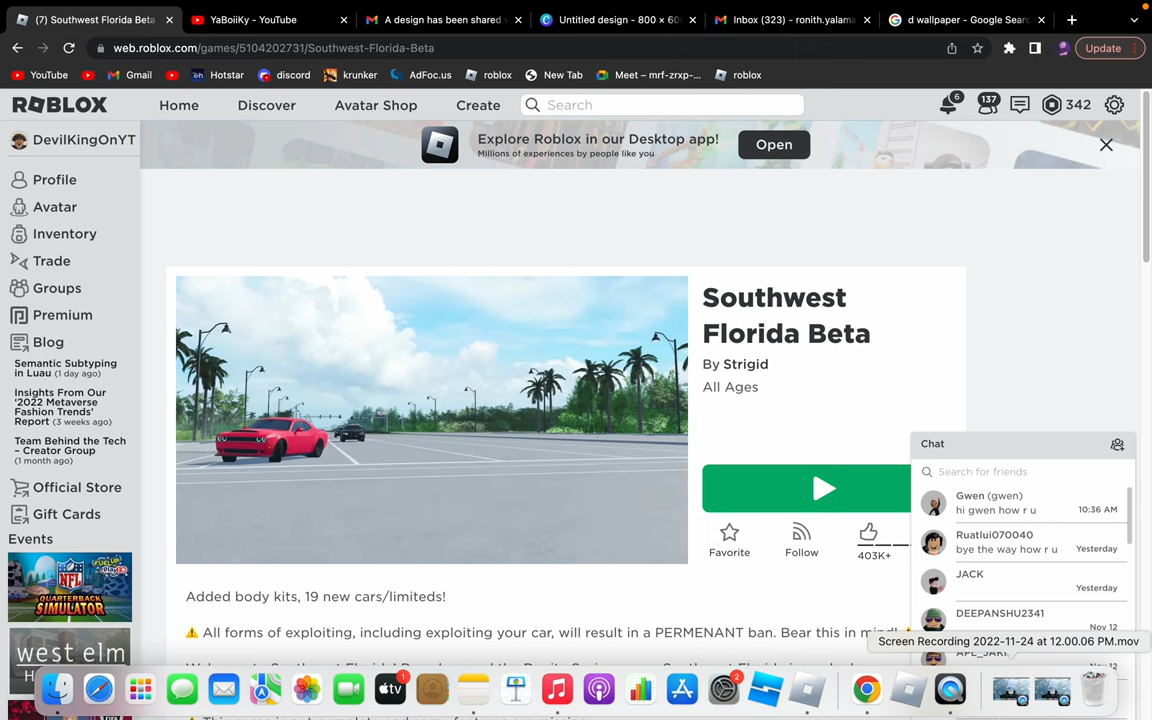 (7) Southwest Florida Beta
YaBoiiKy - YouTube
A design has been shared
Untitled design - 800 × 60
Inbox (323) - ronith.yalama
d wallpaper - Google Sear
web.roblox.com/games/5104202731/Southwest-Florida-Beta
Update
YouTube
Gmail
Hotstar
discord
krunker
AdFoc.us
roblox
New Tab
Meet – mrf-zrxp-...
roblox
ROBLOX
Home
Discover
Avatar Shop
Create
Search
6
137
342
DevilKingOnYT
Explore Roblox in our Desktop app!
Millions of experiences by people like you
Open
Profile
Avatar
Inventory
Trade
Groups
Premium
Blog
Semantic Subtyping
in Luau (1 day ago)
Insights From Our
'2022 Metaverse
Fashion Trends'
Report (3 weeks ago)
Team Behind the Tech
– Creator Group
(1 month ago)
Official Store
Gift Cards
Events
NFL
QUARTERBACK
SIMULATOR
west elm
Southwest
Florida Beta
By Strigid
All Ages
Favorite
Follow
403K+
Added body kits, 19 new cars/limiteds!
⚠️ All forms of exploiting, including exploiting your car, will result in a PERMENANT ban. Bear this in mind!
Chat
Search for friends
Gwen (gwen)
hi gwen how r u
10:36 AM
Ruatlui070040
bye the way how r u
Yesterday
JACK
Yesterday
DEEPANSHU2341
Nov 12
Screen Recording 2022-11-24 at 12.00.06 PM.mov
tv
1
2